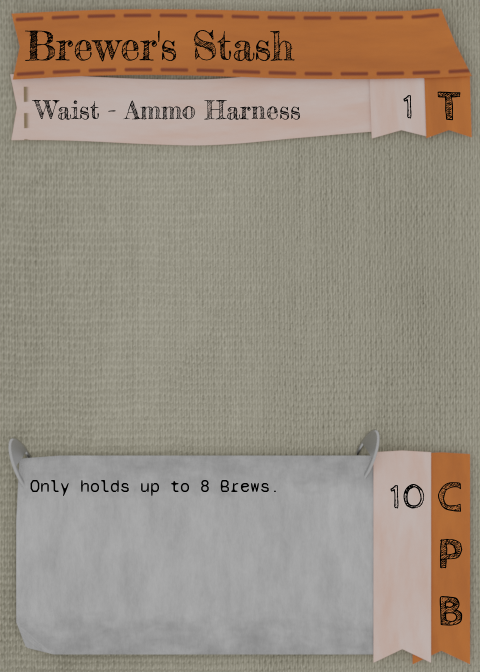 Brewer's Stash
Waist - Ammo Harness 1 T
Only holds up to 8 Brews.
10 C
P
B